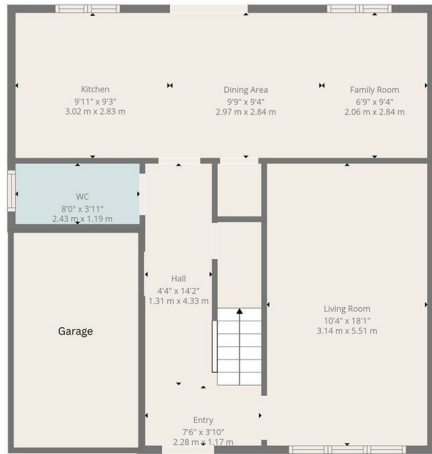 Kitchen
9'11" x 9'3"
3.02 m x 2.83 m
Dining Area
9'9" x 9'4"
2.97 m x 2.84 m
Family Room
6'9" x 9'4"
2.06 m x 2.84 m
WC
8'0" x 3'11"
2.43 m x 1.19 m
Hall
4'4" x 14'2"
1.31 m x 4.33 m
Garage
Living Room
10'4" x 18'1"
3.14 m x 5.51 m
Entry
7'6" x 3'10"
2.28 m x 1.17 m